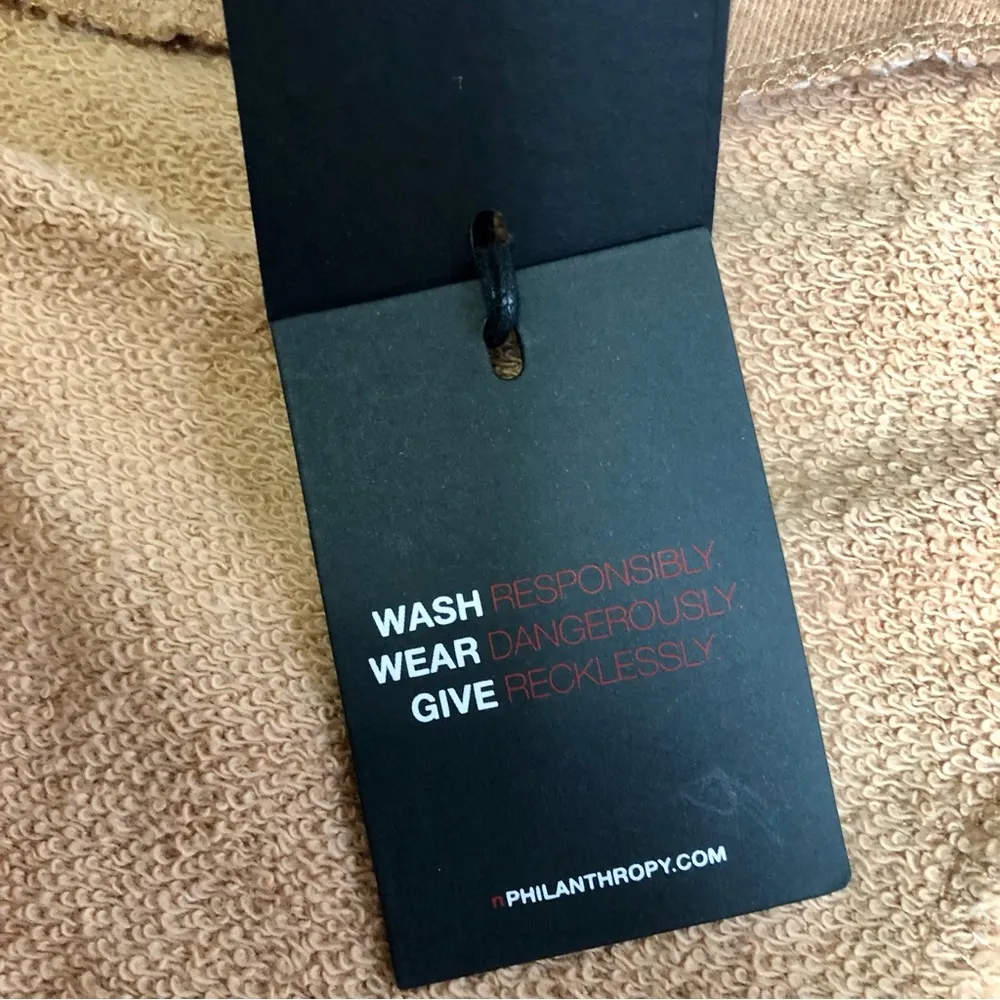 WASH RESPONSIBLY.
WEAR DANGEROUSLY.
GIVE RECKLESSLY.
nPHILANTHROPY.COM